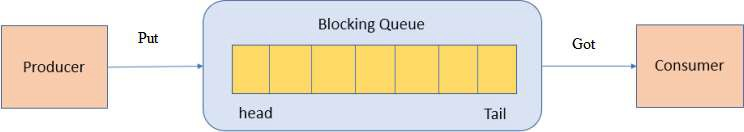 Blocking Queue
Put
Got
Producer
Consumer
head
Tail